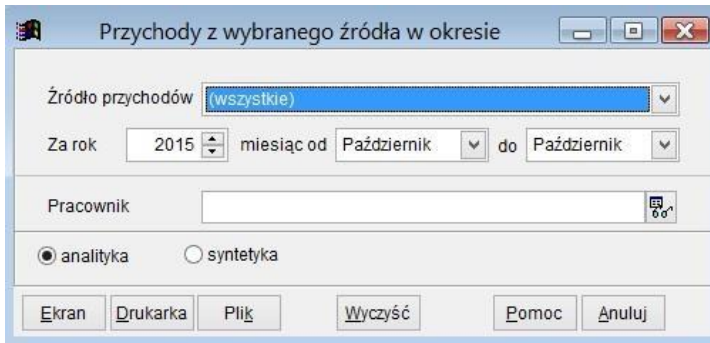 Przychody z wybranego źródła w okresie
Źródło przychodów (wszystkie)
Za rok 2015 miesiąc od Październik do Październik
Pracownik
analityka syntetyka
Ekran Drukarka Plik Wyczyść Pomoc Anuluj